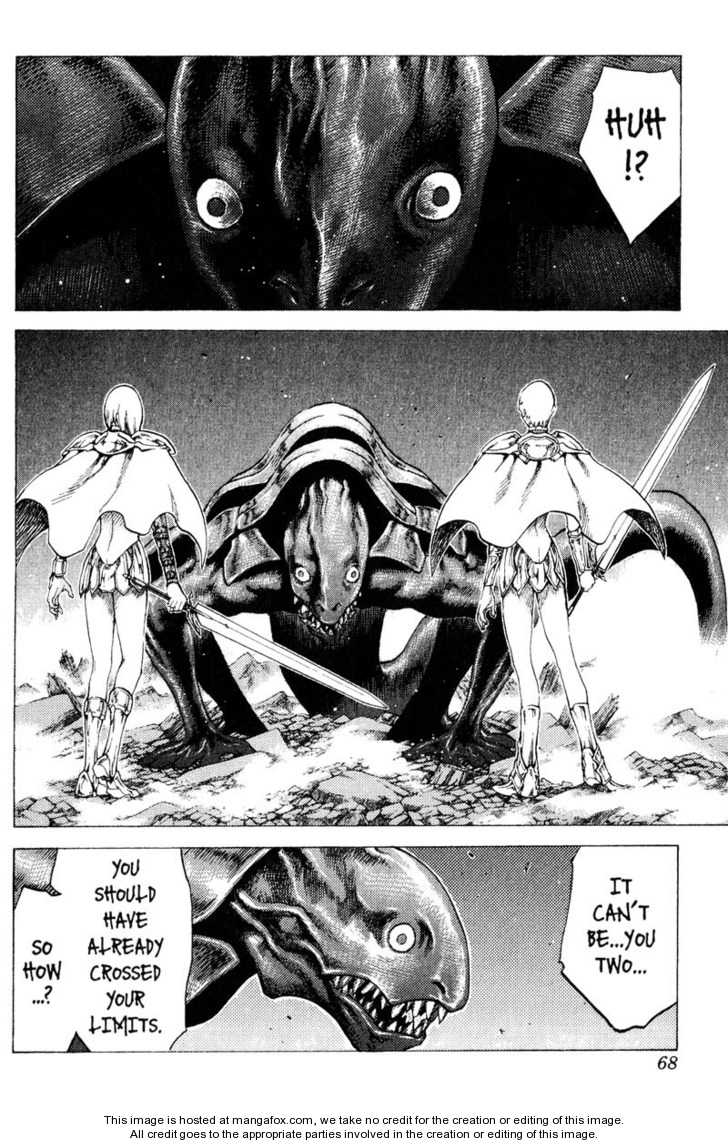 HUH
!?
IT
CAN'T
BE...YOU
TWO...
YOU
SHOULD
HAVE
ALREADY
CROSSED
YOUR
LIMITS.
SO
HOW
...?
68
This image is hosted at mangafox.com, we take no credit for the creation or editing of this image.
All credit goes to the appropriate parties involved in the creation or editing of this image.